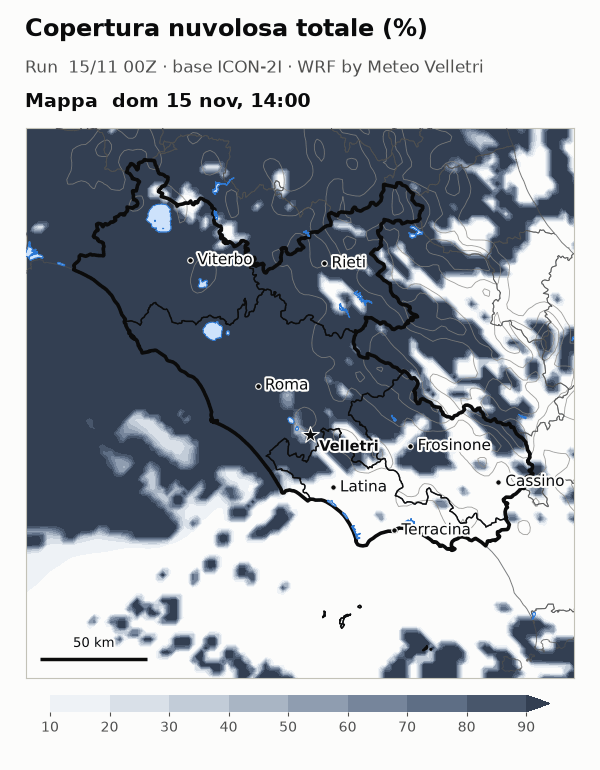 Copertura nuvolosa totale (%)
Run 15/11 00Z · base ICON-2I · WRF by Meteo Velletri
Mappa dom 15 nov, 14:00
Viterbo
Rieti
Roma
Velletri
Frosinone
Latina
Cassino
Terracina
50 km
10 20 30 40 50 60 70 80 90